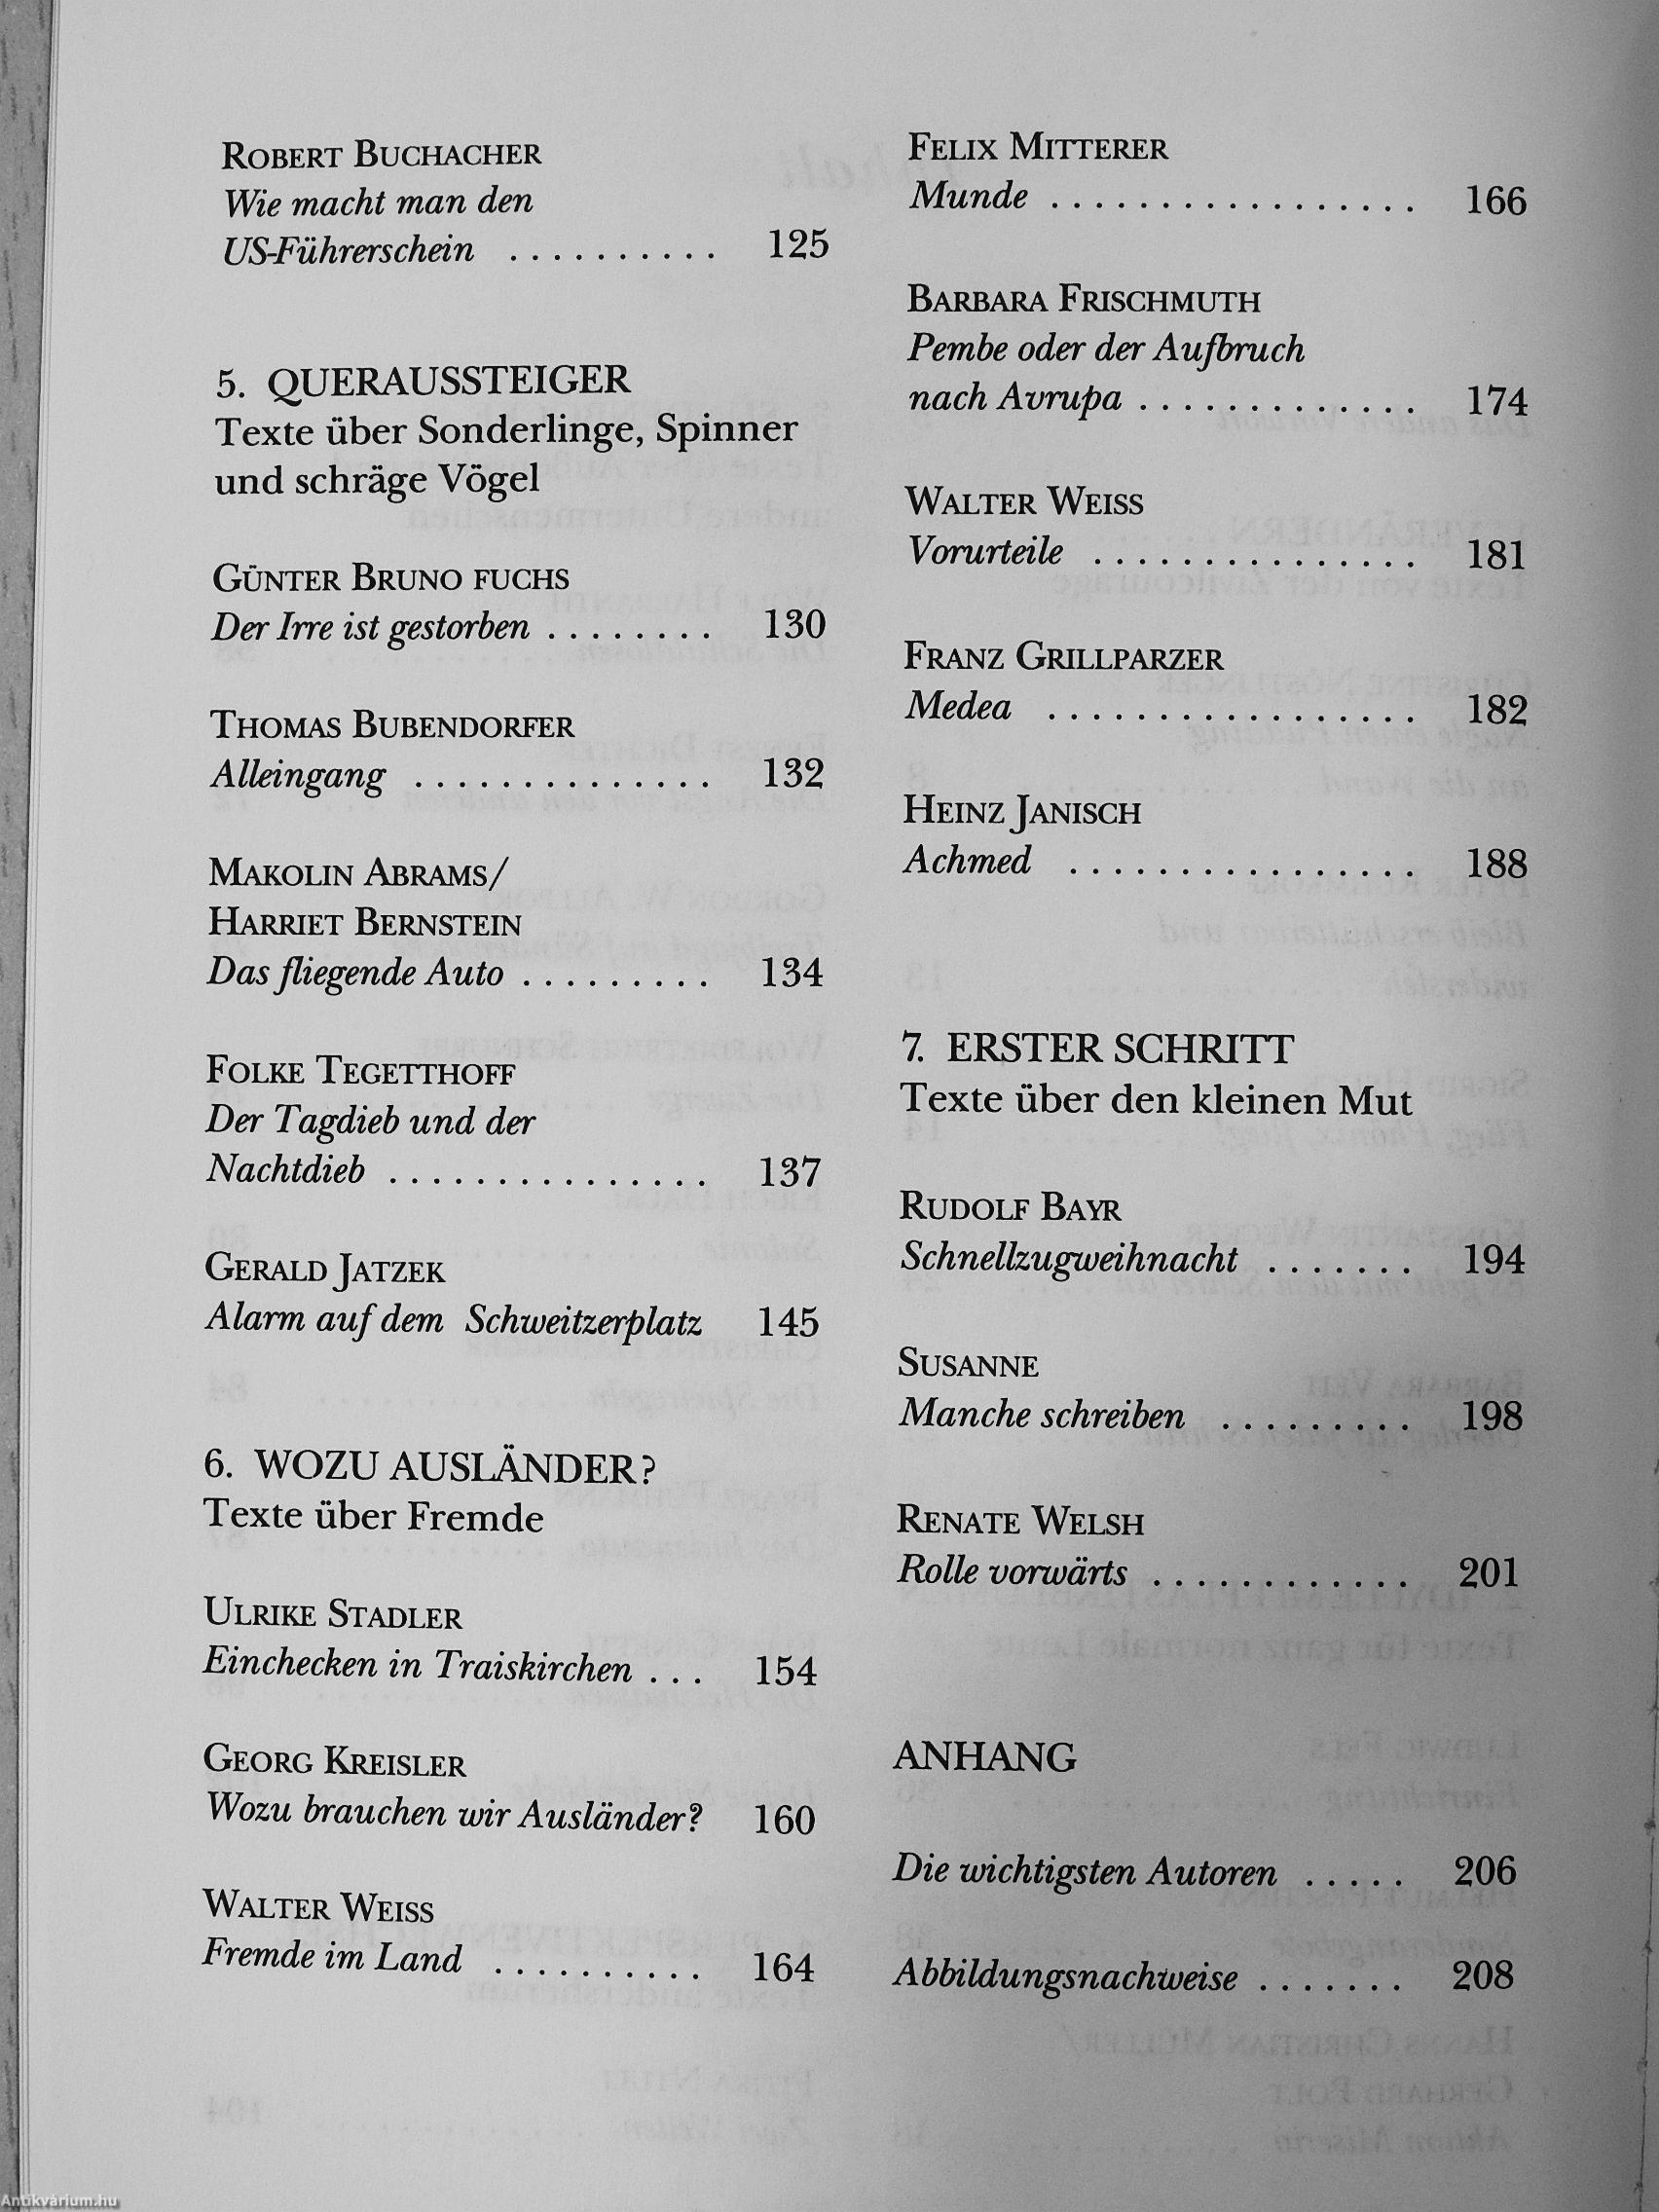 ROBERT BUCHACHER
Wie macht man den
US-Führerschein . . . . . . . . . . 125
5. QUERAUSSTEIGER
Texte über Sonderlinge, Spinner
und schräge Vögel
GÜNTER BRUNO FUCHS
Der Irre ist gestorben . . . . . . . . 130
THOMAS BUBENDORFER
Alleingang . . . . . . . . . . . . . . 132
MAKOLIN ABRAMS/
HARRIET BERNSTEIN
Das fliegende Auto . . . . . . . . . 134
FOLKE TEGETTHOFF
Der Tagdieb und der
Nachtdieb . . . . . . . . . . . . . . . 137
GERALD JATZEK
Alarm auf dem Schweitzerplatz 145
6. WOZU AUSLÄNDER?
Texte über Fremde
ULRIKE STADLER
Einchecken in Traiskirchen . . . 154
GEORG KREISLER
Wozu brauchen wir Ausländer? 160
WALTER WEISS
Fremde im Land . . . . . . . . . . 164
FELIX MITTERER
Munde . . . . . . . . . . . . . . . . . 166
BARBARA FRISCHMUTH
Pembe oder der Aufbruch
nach Avrupa . . . . . . . . . . . . . 174
WALTER WEISS
Vorurteile . . . . . . . . . . . . . . . 181
FRANZ GRILLPARZER
Medea . . . . . . . . . . . . . . . . . 182
HEINZ JANISCH
Achmed . . . . . . . . . . . . . . . . 188
7. ERSTER SCHRITT
Texte über den kleinen Mut
RUDOLF BAYR
Schnellzugweihnacht . . . . . . . 194
SUSANNE
Manche schreiben . . . . . . . . . 198
RENATE WELSH
Rolle vorwärts . . . . . . . . . . . . 201
ANHANG
Die wichtigsten Autoren . . . . . 206
Abbildungsnachweise . . . . . . . 208
Antikvárium.hu